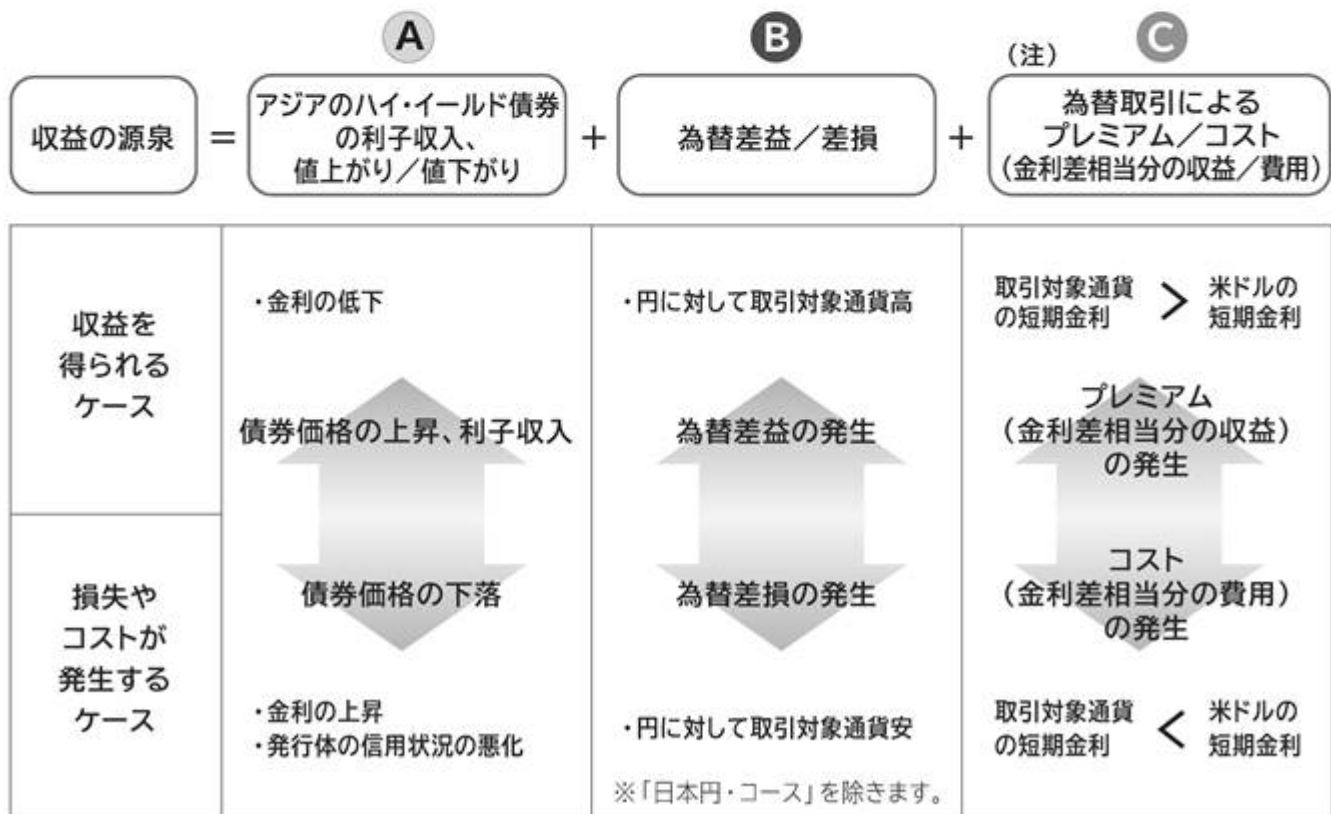 A
B
C
(注)
収益の源泉
=
アジアのハイ・イールド債券
の利子収入、
値上がり/値下がり
+
為替差益/差損
+
為替取引による
プレミアム/コスト
(金利差相当分の収益/費用)
収益を
得られる
ケース
・金利の低下
債券価格の上昇、利子収入
・円に対して取引対象通貨高
為替差益の発生
取引対象通貨
の短期金利
>
米ドルの
短期金利
プレミアム
(金利差相当分の収益)
の発生
損失や
コストが
発生する
ケース
債券価格の下落
・金利の上昇
・発行体の信用状況の悪化
為替差損の発生
・円に対して取引対象通貨安
※「日本円・コース」を除きます。
コスト
(金利差相当分の費用)
の発生
取引対象通貨
の短期金利
<
米ドルの
短期金利